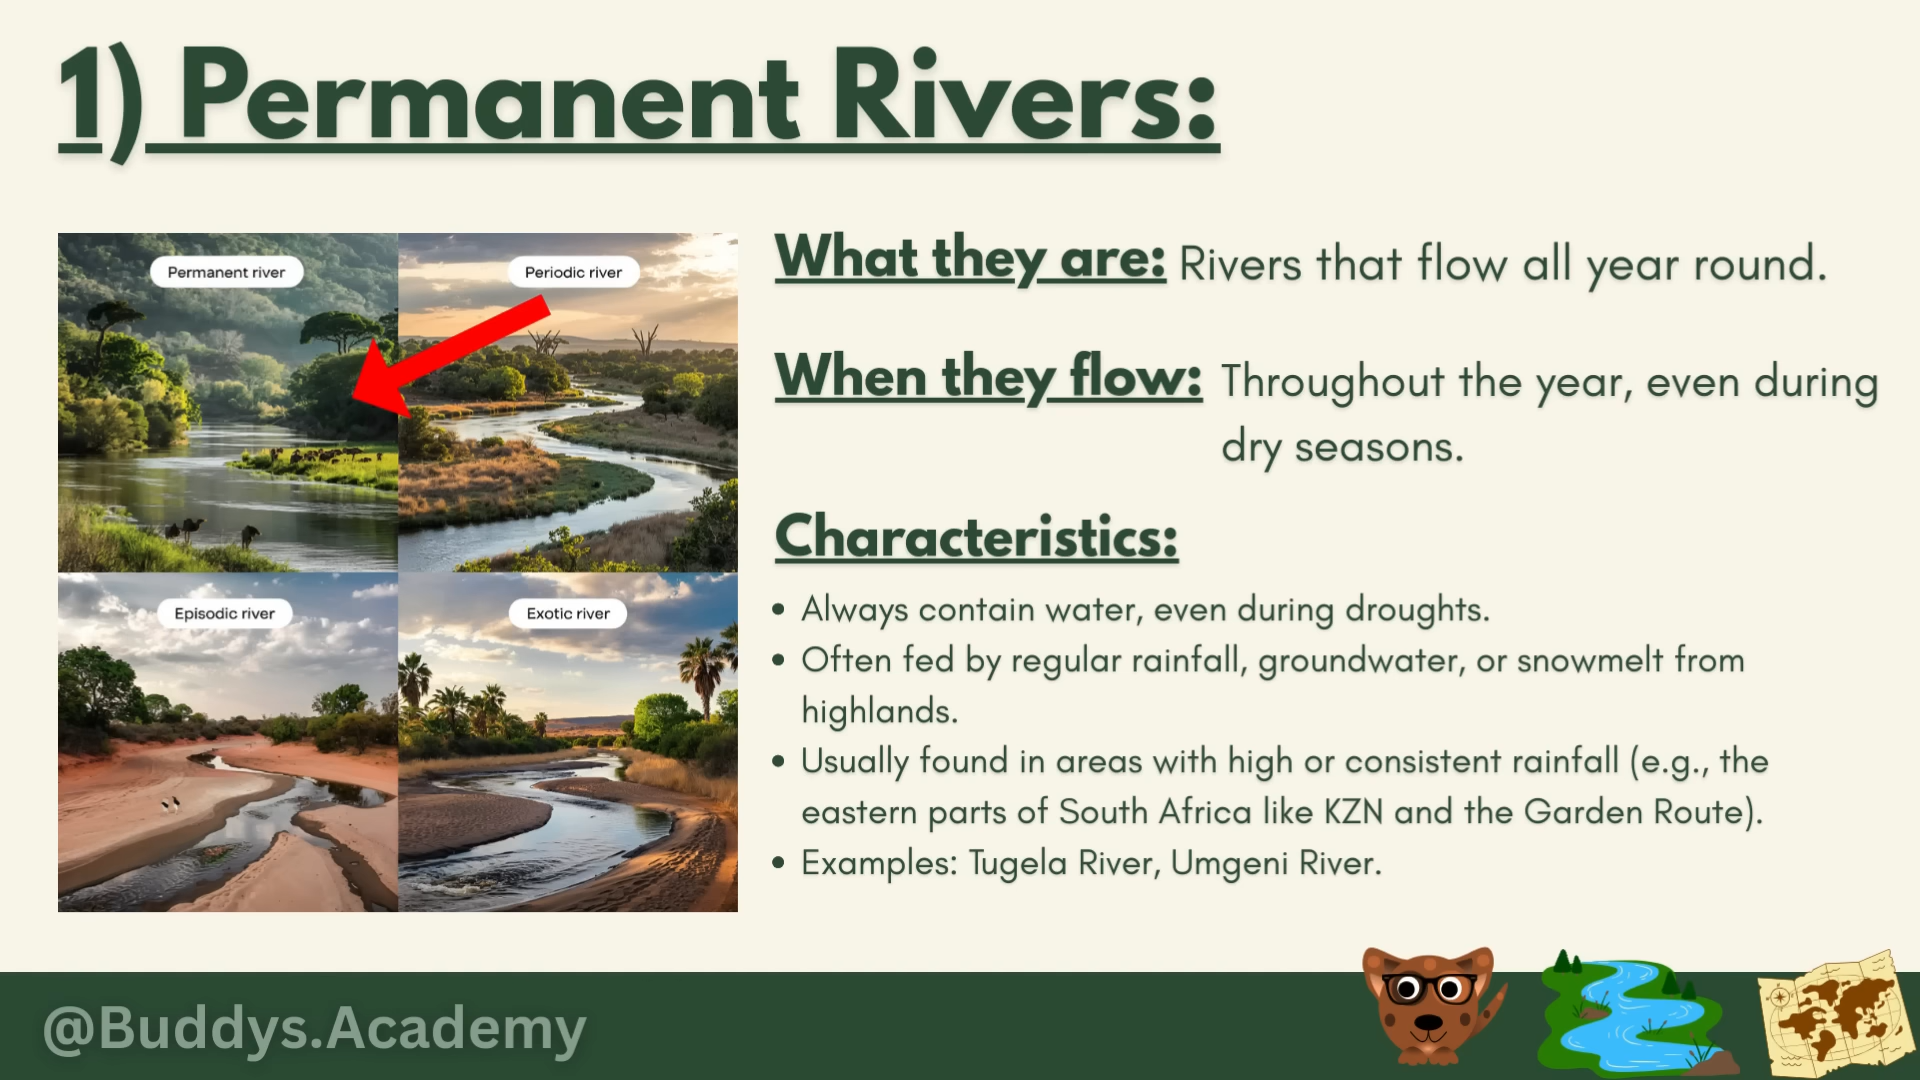 1) Permanent Rivers:
Permanent river
Periodic river
Episodic river
Exotic river
What they are: Rivers that flow all year round.
When they flow: Throughout the year, even during
dry seasons.
Characteristics:
• Always contain water, even during droughts.
• Often fed by regular rainfall, groundwater, or snowmelt from
highlands.
• Usually found in areas with high or consistent rainfall (e.g., the
eastern parts of South Africa like KZN and the Garden Route).
• Examples: Tugela River, Umgeni River.
@Buddys.Academy